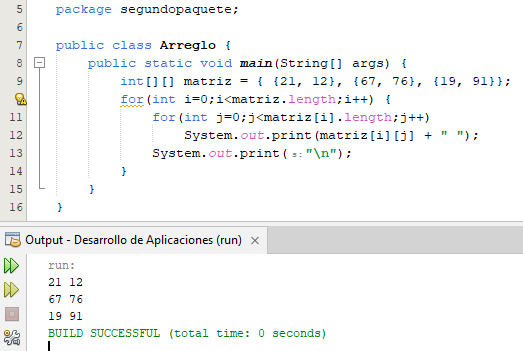 5 package segundopaquete;
6
7 public class Arreglo {
8 public static void main(String[] args) {
9 int[][] matriz = { {21, 12}, {67, 76}, {19, 91}};
for(int i=0;i<matriz.length;i++) {
11 for(int j=0;j<matriz[i].length;j++)
12 System.out.print(matriz[i][j] + " ");
13 System.out.print( s: "\n");
14 }
15 }
16 }
Output - Desarrollo de Aplicaciones (run) ×
run:
21 12
67 76
19 91
BUILD SUCCESSFUL (total time: 0 seconds)